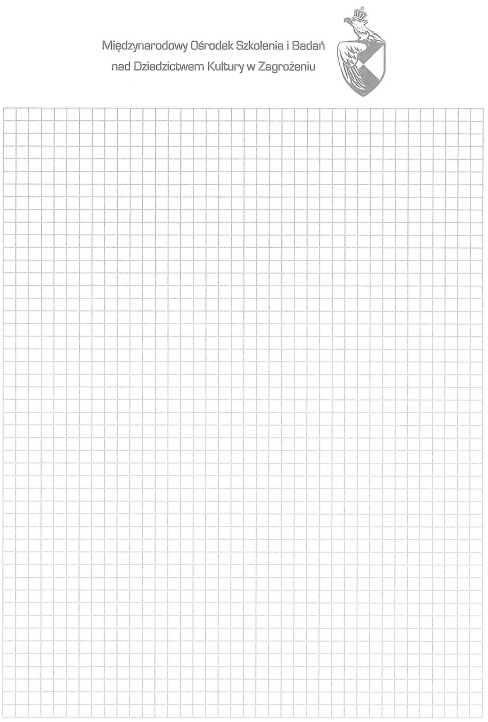 Międzynarodowy Ośrodek Szkolenia i Badań
nad Dziedzictwem Kultury w Zagrożeniu